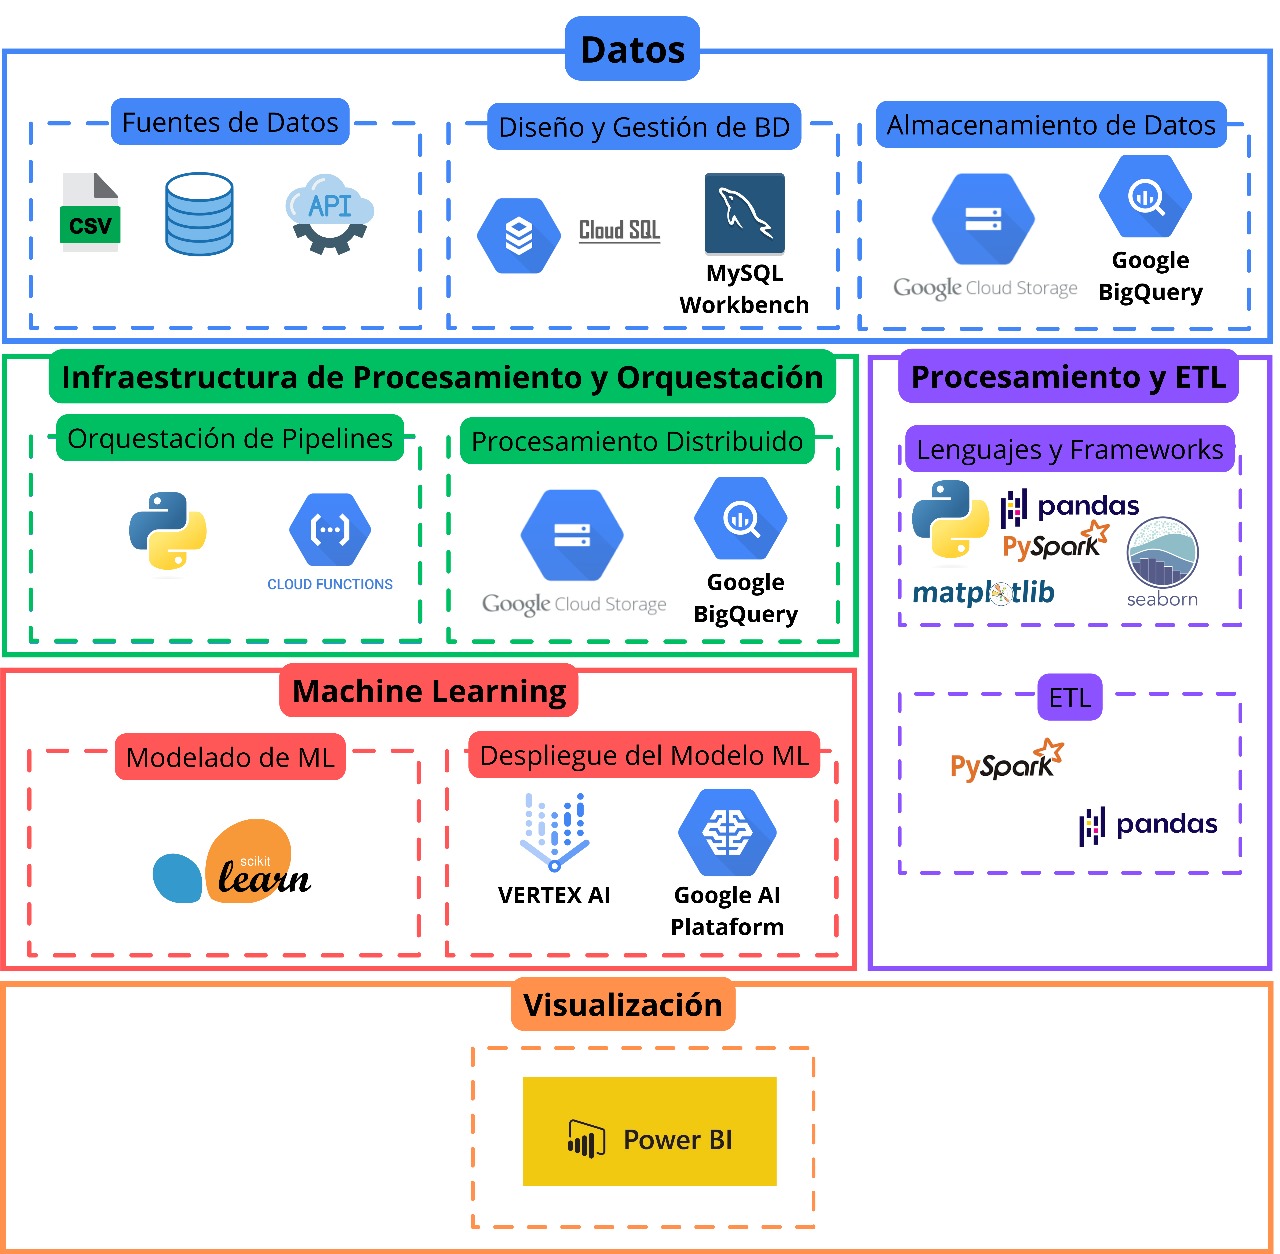 Datos
Fuentes de Datos
CSV
API
Diseño y Gestión de BD
Cloud SQL
MySQL
Workbench
Almacenamiento de Datos
Google Cloud Storage
Google
BigQuery
Infraestructura de Procesamiento y Orquestación
Orquestación de Pipelines
CLOUD FUNCTIONS
Procesamiento Distribuido
Google Cloud Storage
Google
BigQuery
Procesamiento y ETL
Lenguajes y Frameworks
pandas
PySpark
matplotlib
seaborn
ETL
PySpark
pandas
Machine Learning
Modelado de ML
scikit
learn
Despliegue del Modelo ML
VERTEX AI
Google AI
Plataform
Visualización
Power BI